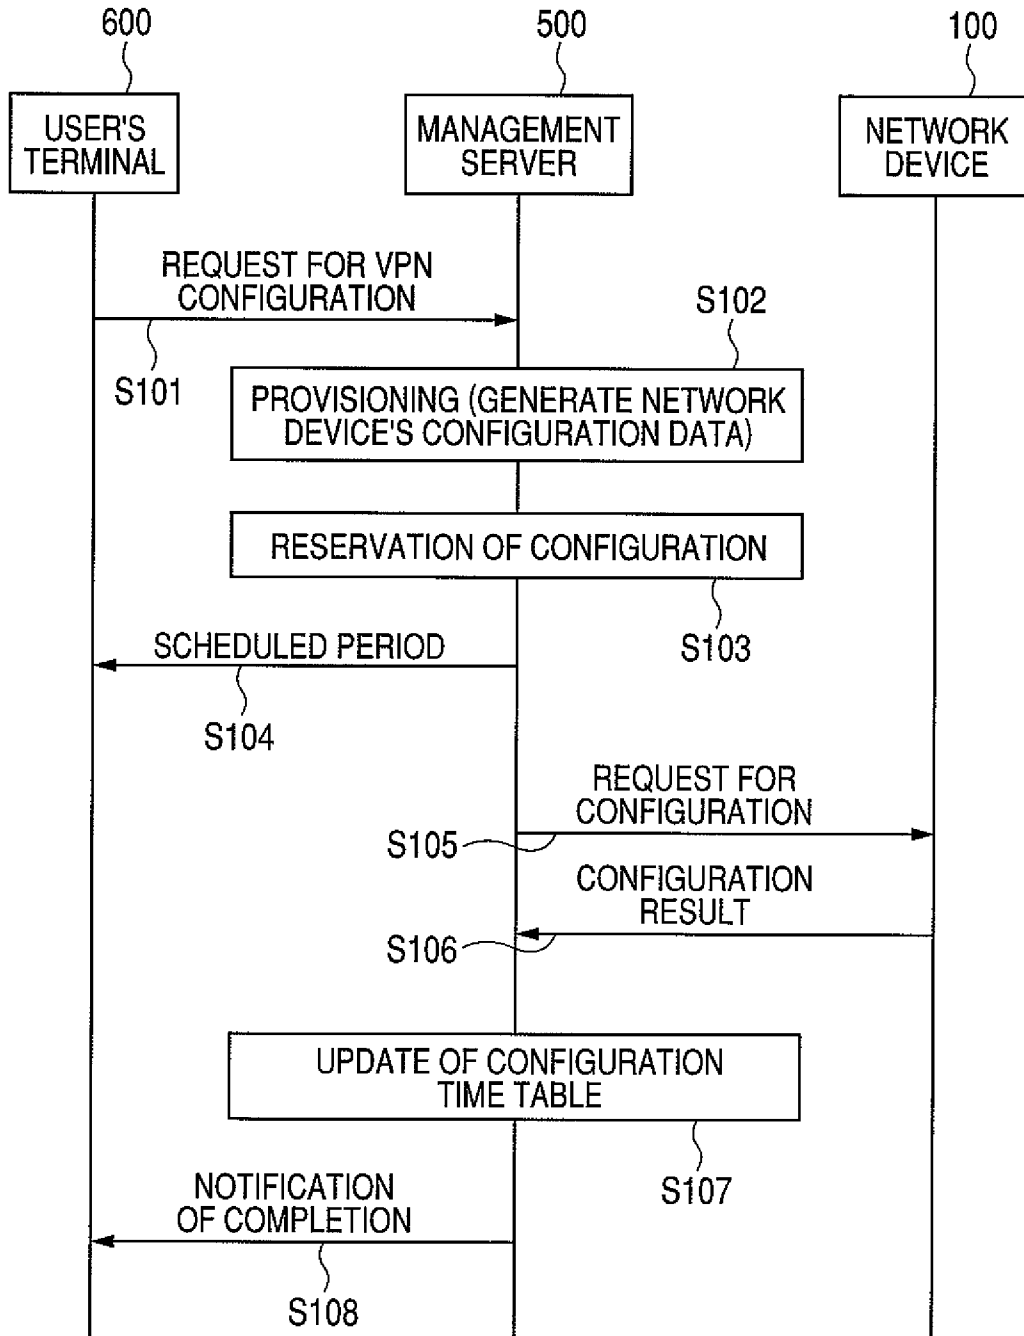 600
500
100
USER'S
TERMINAL
MANAGEMENT
SERVER
NETWORK
DEVICE
REQUEST FOR VPN
CONFIGURATION
S101
S102
PROVISIONING (GENERATE NETWORK
DEVICE'S CONFIGURATION DATA)
RESERVATION OF CONFIGURATION
S103
SCHEDULED PERIOD
S104
REQUEST FOR
CONFIGURATION
S105
CONFIGURATION
RESULT
S106
UPDATE OF CONFIGURATION
TIME TABLE
S107
NOTIFICATION
OF COMPLETION
S108